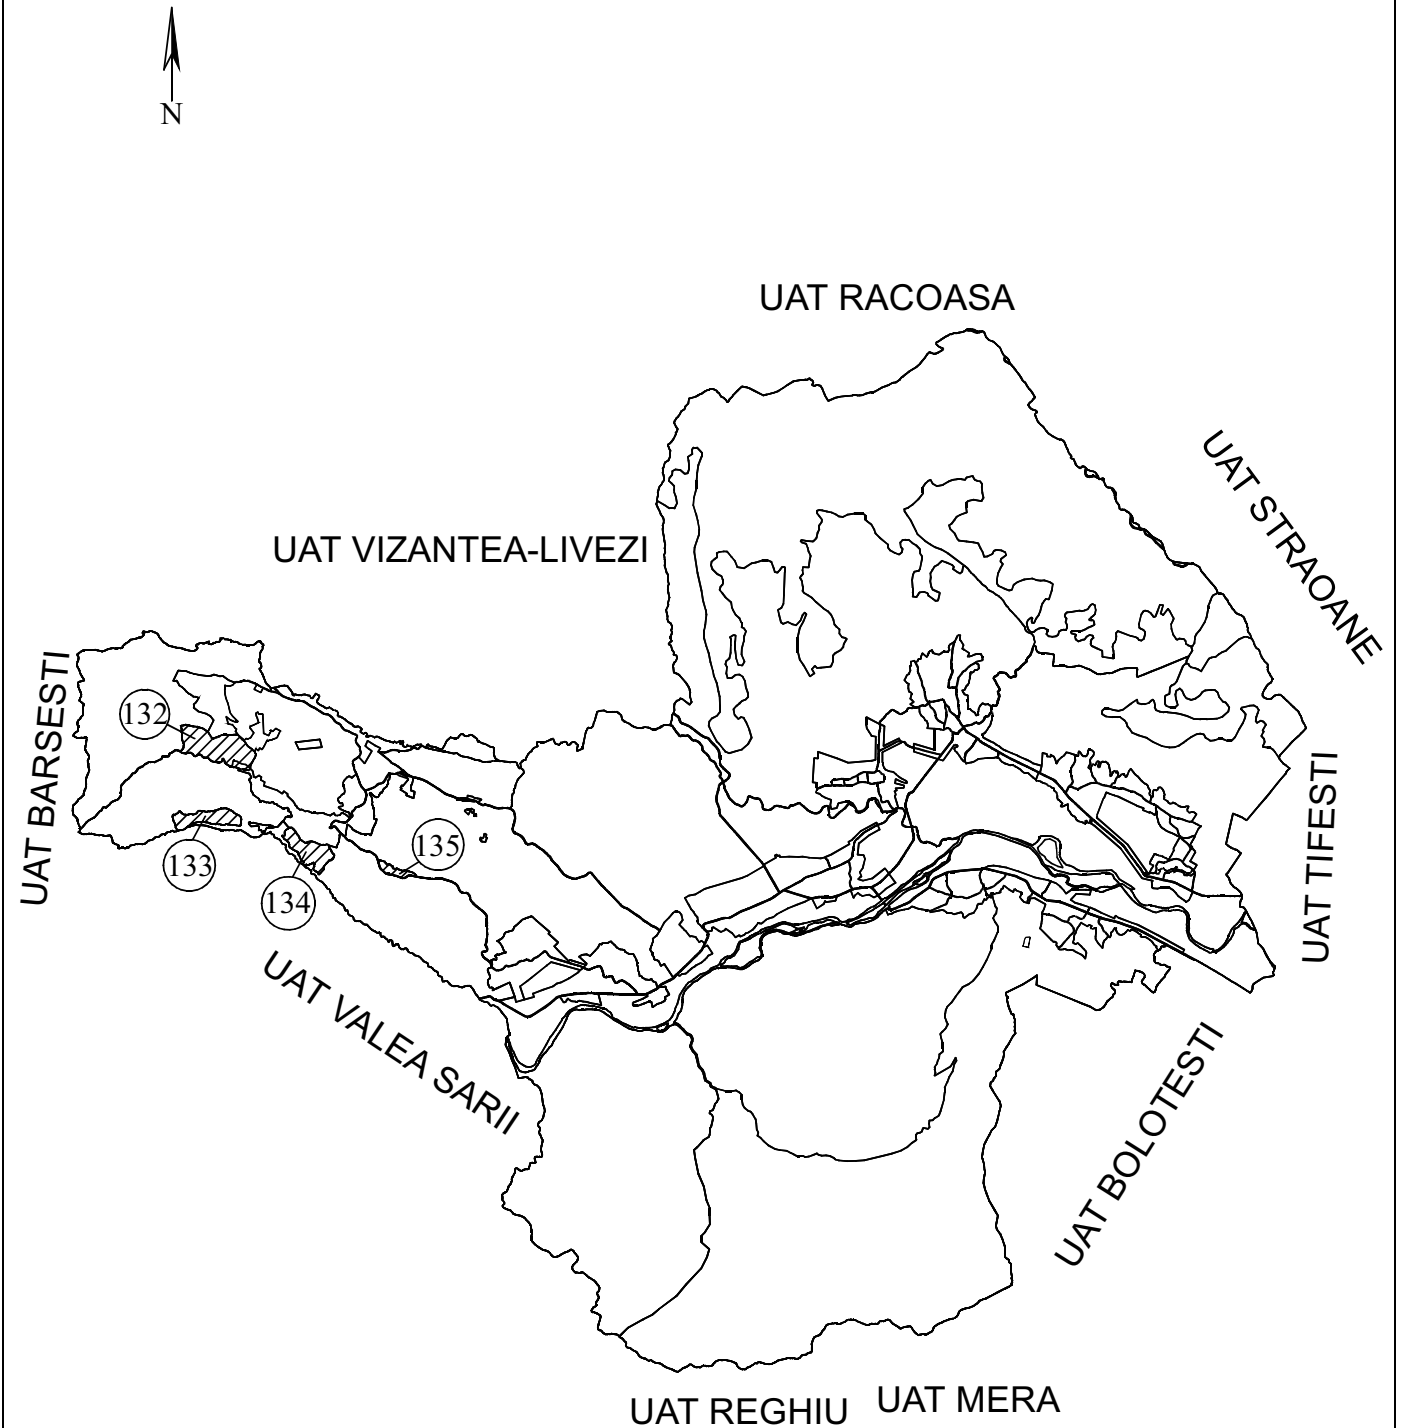 N
UAT RACOASA
UAT STRAOANE
UAT VIZANTEA-LIVEZI
UAT BARSESTI
132
133
134
135
UAT TIFESTI
UAT VALEA SARII
UAT BOLOTESTI
UAT REGHIU
UAT MERA